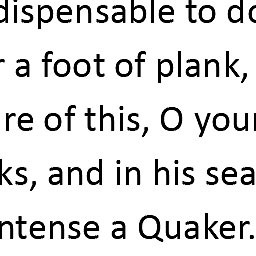 dispensable to do
r a foot of plank,
re of this, O your
ks, and in his sea
ntense a Quaker.